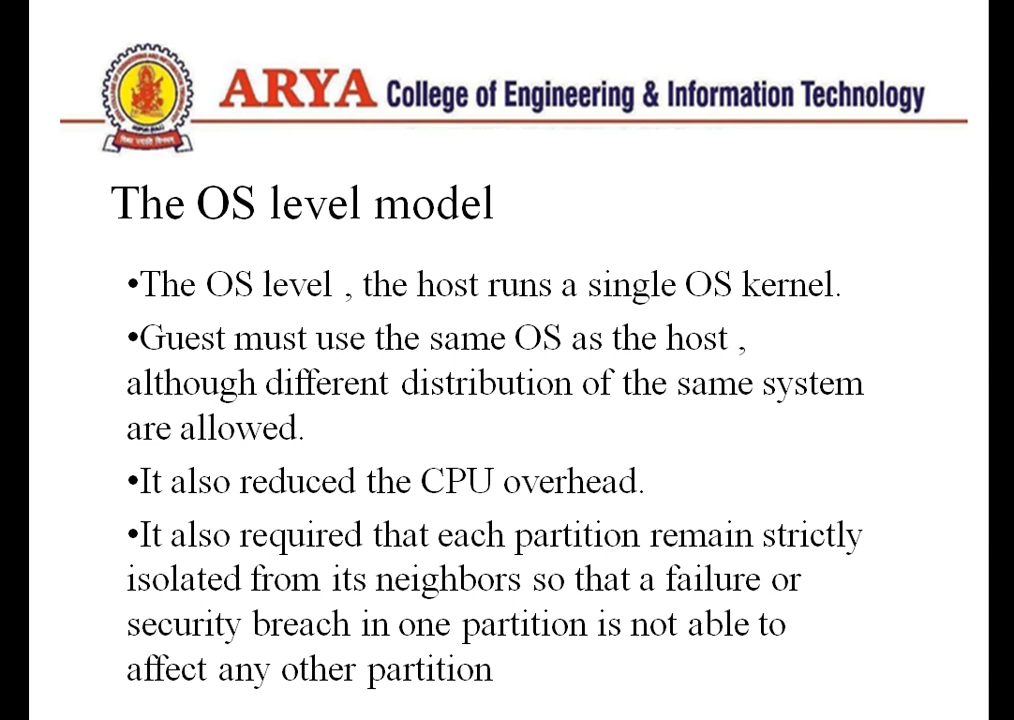 ARYA College of Engineering & Information Technology
The OS level model
•The OS level , the host runs a single OS kernel.
•Guest must use the same OS as the host ,
although different distribution of the same system
are allowed.
•It also reduced the CPU overhead.
•It also required that each partition remain strictly
isolated from its neighbors so that a failure or
security breach in one partition is not able to
affect any other partition